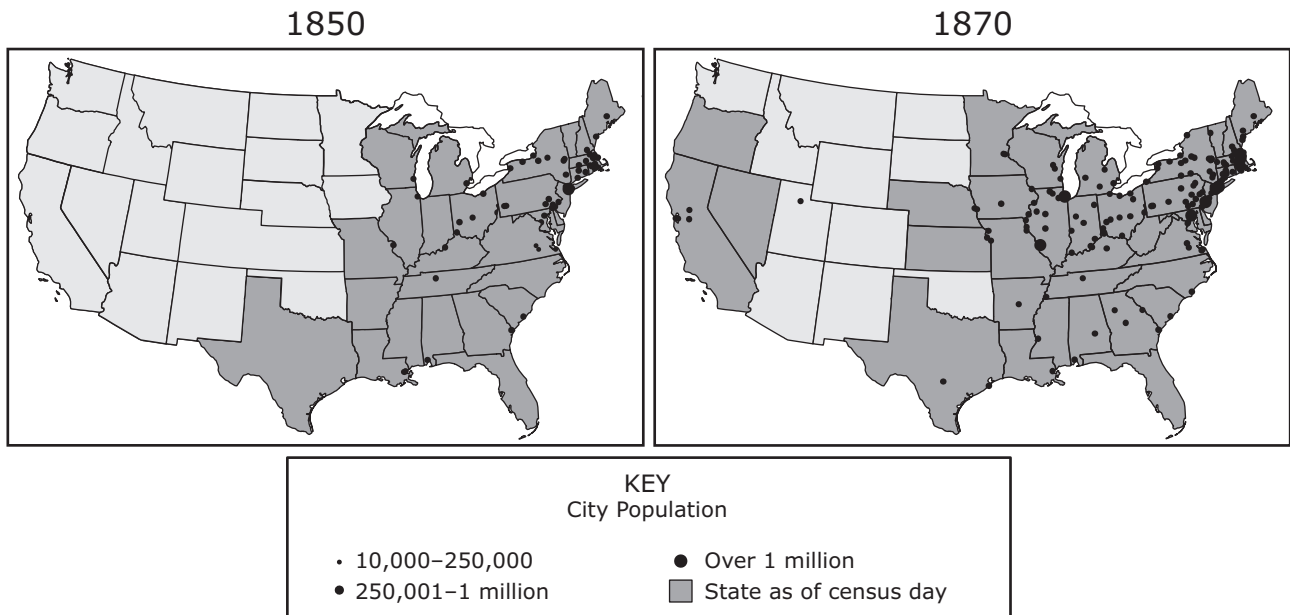 1850
1870
KEY
City Population
10,000–250,000
250,001–1 million
Over 1 million
State as of census day